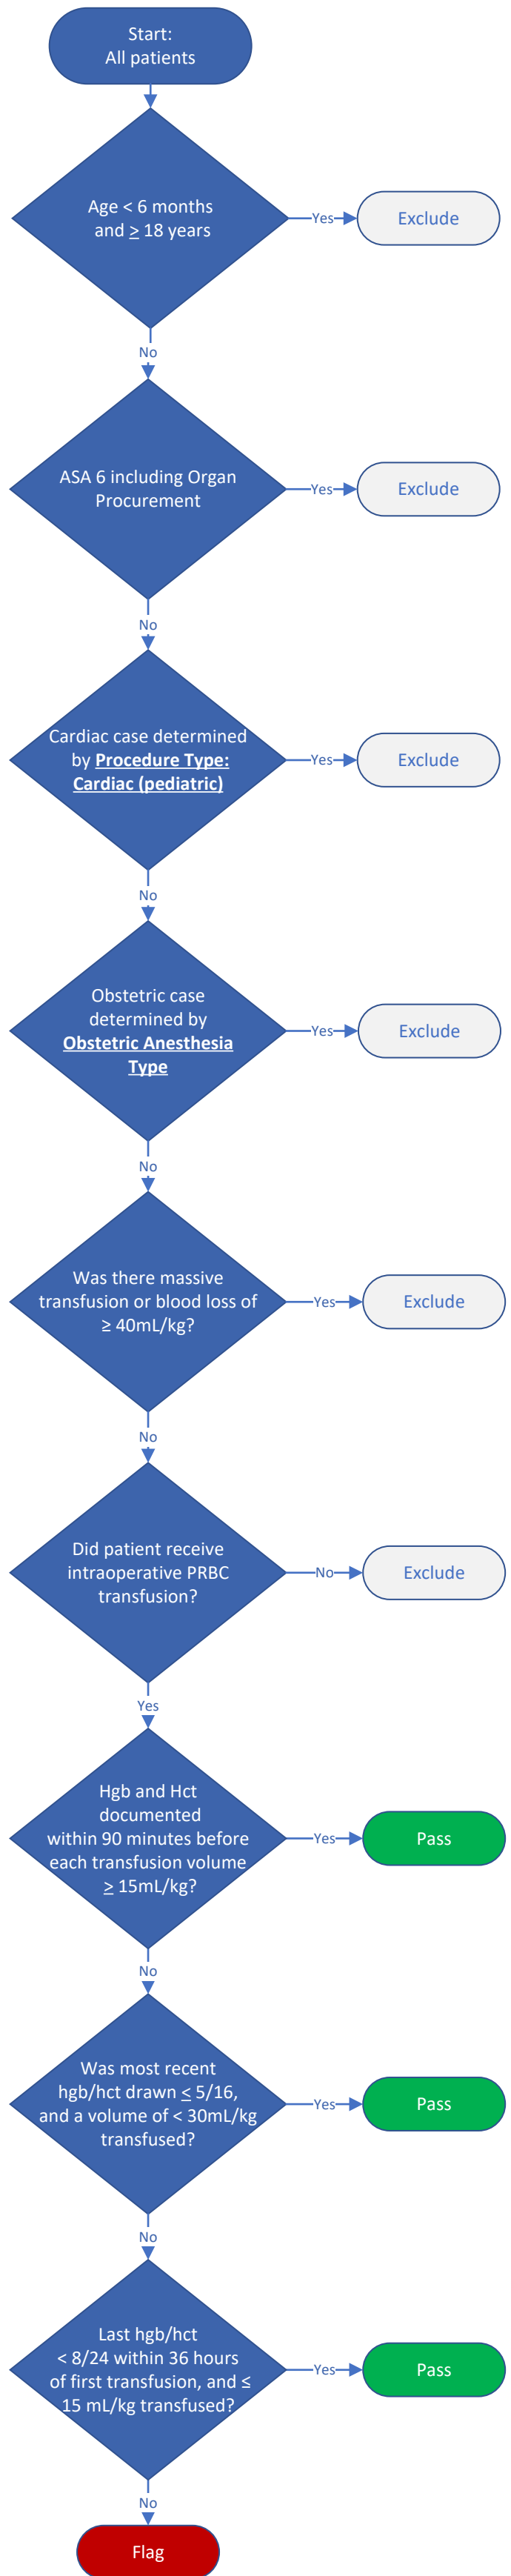 Start:
All patients
Age < 6 months
and ≥ 18 years
Yes
Exclude
No
ASA 6 including Organ
Procurement
Yes
Exclude
No
Cardiac case determined
by Procedure Type:
Cardiac (pediatric)
Yes
Exclude
No
Obstetric case
determined by
Obstetric Anesthesia
Type
Yes
Exclude
No
Was there massive
transfusion or blood loss of
≥ 40mL/kg?
Yes
Exclude
No
Did patient receive
intraoperative PRBC
transfusion?
No
Exclude
Yes
Hgb and Hct
documented
within 90 minutes before
each transfusion volume
≥ 15mL/kg?
Yes
Pass
No
Was most recent
hgb/hct drawn ≤ 5/16,
and a volume of < 30mL/kg
transfused?
Yes
Pass
No
Last hgb/hct
< 8/24 within 36 hours
of first transfusion, and ≤
15 mL/kg transfused?
Yes
Pass
No
Flag